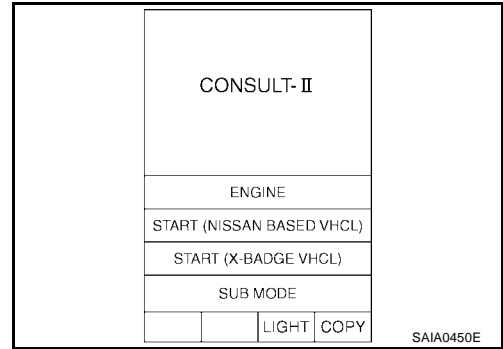 CONSULT-Ⅱ
ENGINE
START (NISSAN BASED VHCL)
START (X-BADGE VHCL)
SUB MODE
LIGHT COPY
SAIA0450E